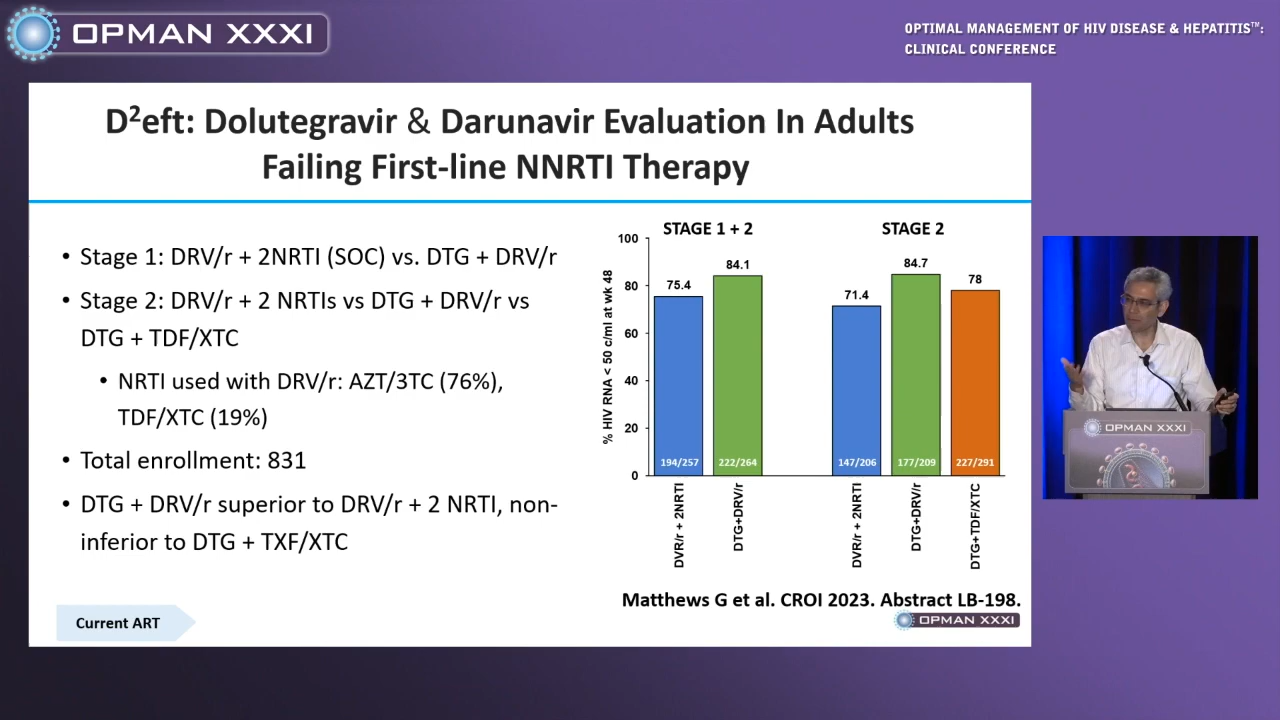 OPMAN XXXI
OPTIMAL MANAGEMENT OF HIV DISEASE & HEPATITIS™:
CLINICAL CONFERENCE
D²eft: Dolutegravir & Darunavir Evaluation In Adults
Failing First-line NNRTI Therapy
• Stage 1: DRV/r + 2NRTI (SOC) vs. DTG + DRV/r
• Stage 2: DRV/r + 2 NRTIs vs DTG + DRV/r vs
DTG + TDF/XTC
• NRTI used with DRV/r: AZT/3TC (76%),
TDF/XTC (19%)
• Total enrollment: 831
• DTG + DRV/r superior to DRV/r + 2 NRTI, non-
inferior to DTG + TXF/XTC
STAGE 1 + 2
STAGE 2
% HIV RNA < 50 c/ml at wk 48
100
80
60
40
20
0
75.4
84.1
71.4
84.7
78
194/257
222/264
147/206
177/209
227/291
DVR/r + 2NRTI
DTG+DRV/r
DVR/r + 2NRTI
DTG+DRV/r
DTG+TDF/XTC
Matthews G et al. CROI 2023. Abstract LB-198.
OPMAN XXXI
Current ART
OPMAN XXXI